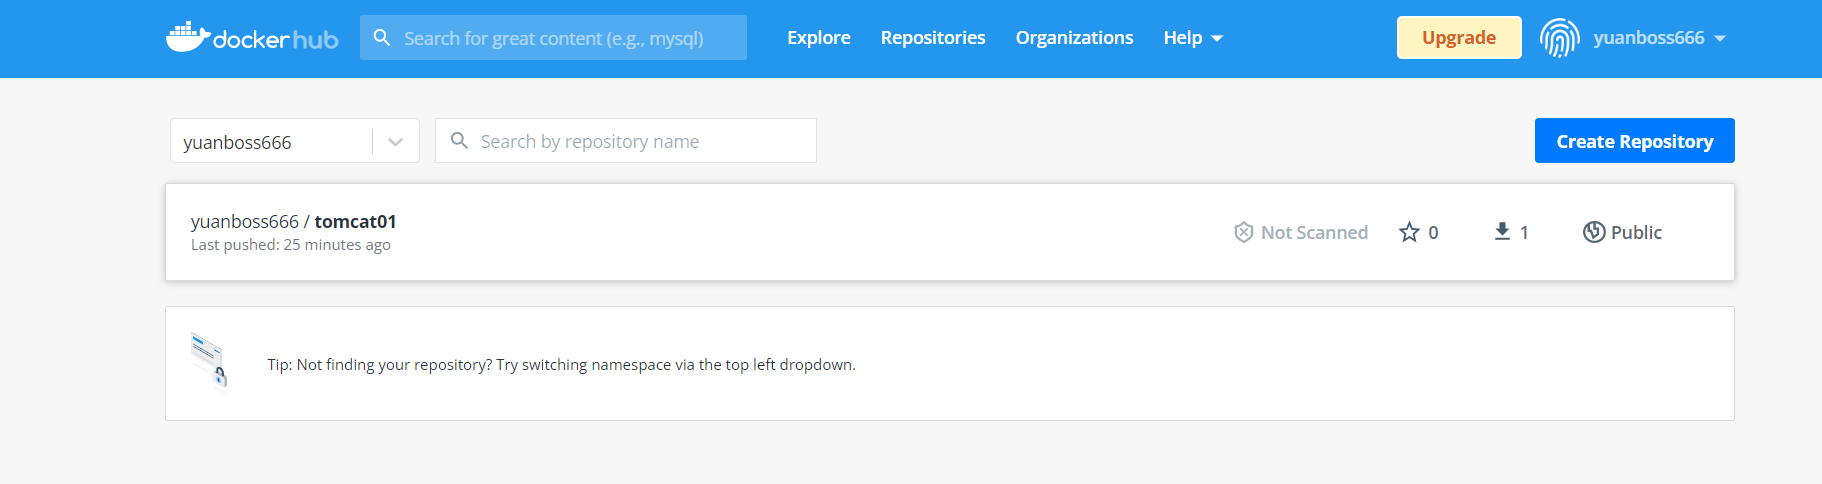 docker hub
Search for great content (e.g., mysql)
Explore
Repositories
Organizations
Help
Upgrade
yuanboss666
yuanboss666
Search by repository name
Create Repository
yuanboss666 / tomcat01
Last pushed: 25 minutes ago
Not Scanned
0
1
Public
Tip: Not finding your repository? Try switching namespace via the top left dropdown.